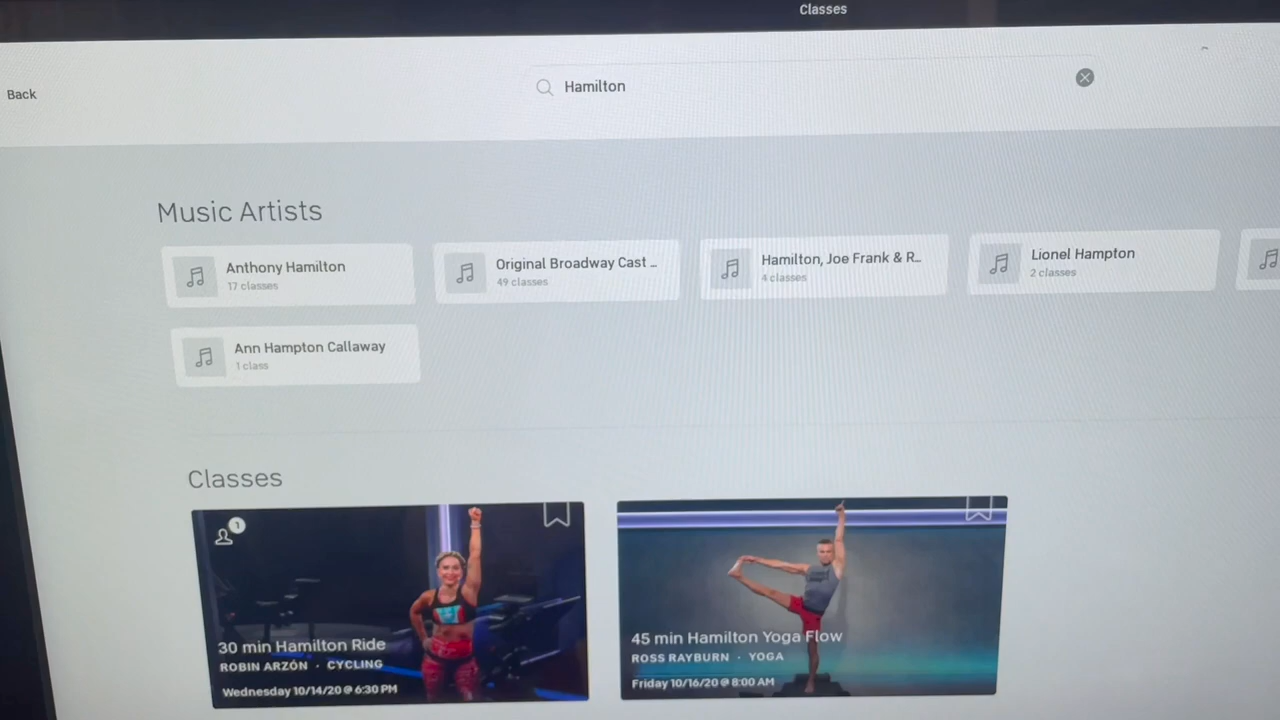 Classes
Back
Hamilton
Music Artists
Anthony Hamilton
17 classes
Original Broadway Cast ...
49 classes
Hamilton, Joe Frank & R...
4 classes
Lionel Hampton
2 classes
Ann Hampton Callaway
1 class
Classes
1
30 min Hamilton Ride
ROBIN ARZÓN · CYCLING
Wednesday 10/14/20 @ 6:30 PM
45 min Hamilton Yoga Flow
ROSS RAYBURN · YOGA
Friday 10/16/20 @ 8:00 AM